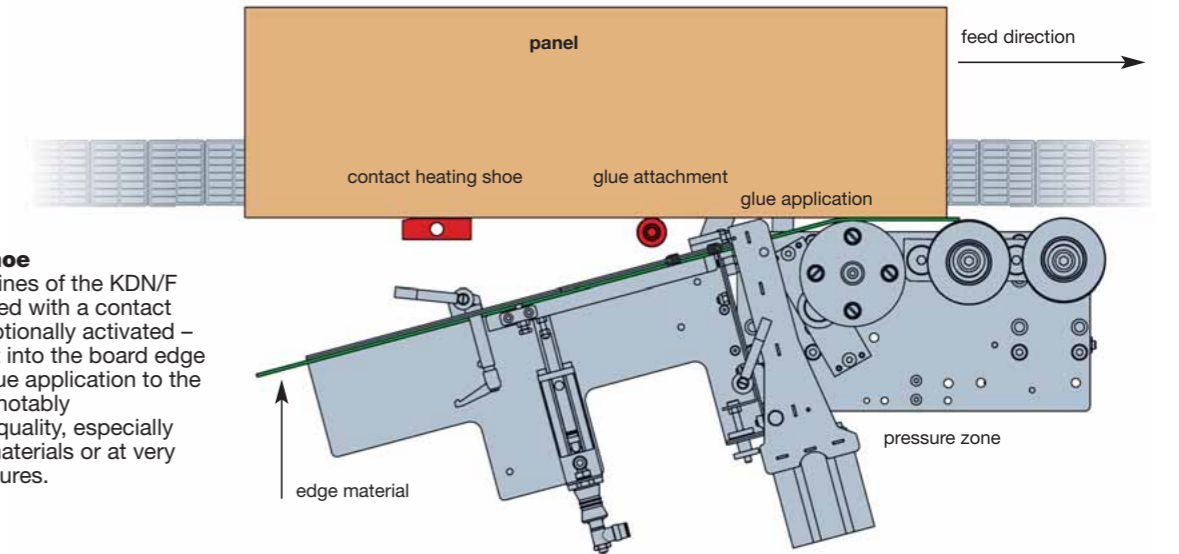 panel
feed direction
contact heating shoe
glue attachment
glue application
ines of the KDN/F
ed with a contact
ptionally activated –
into the board edge
ue application to the
notably
quality, especially
aterials or at very
ures.
pressure zone
edge material